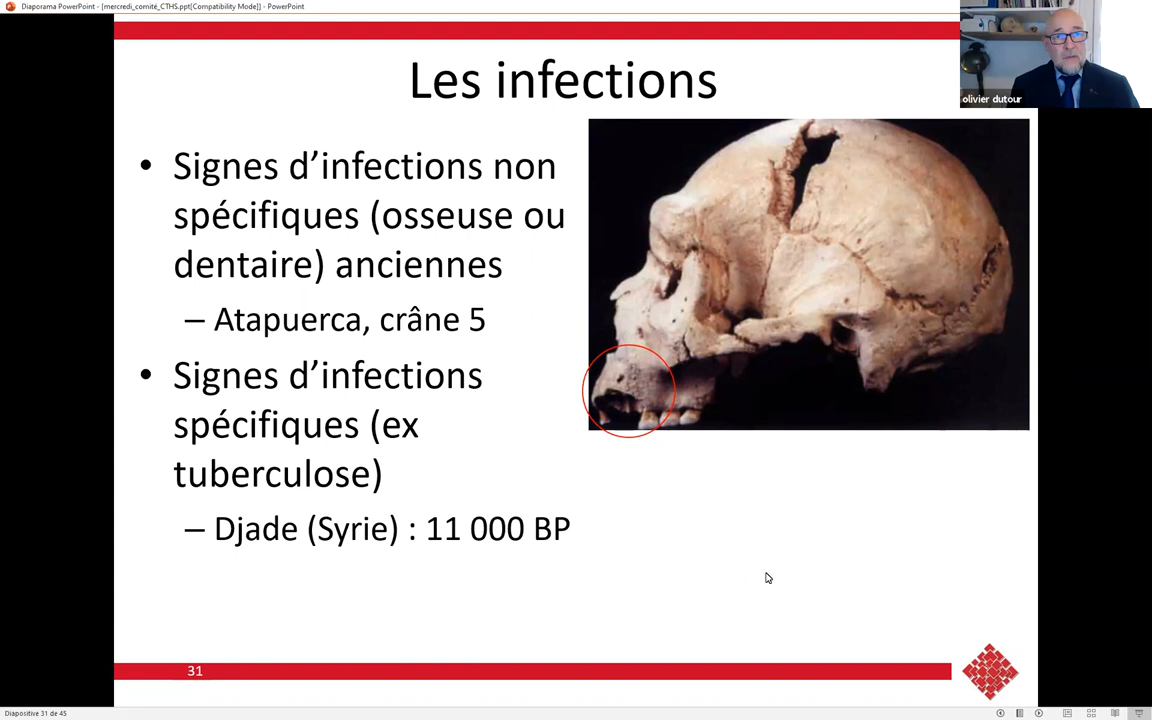 Diaporama PowerPoint - [mercredi_comité_CTHS.ppt[Compatibility Mode]] - PowerPoint
olivier dutour
Les infections
• Signes d’infections non
spécifiques (osseuse ou
dentaire) anciennes
– Atapuerca, crâne 5
• Signes d’infections
spécifiques (ex
tuberculose)
– Djade (Syrie) : 11 000 BP
31
Diapositive 31 de 45